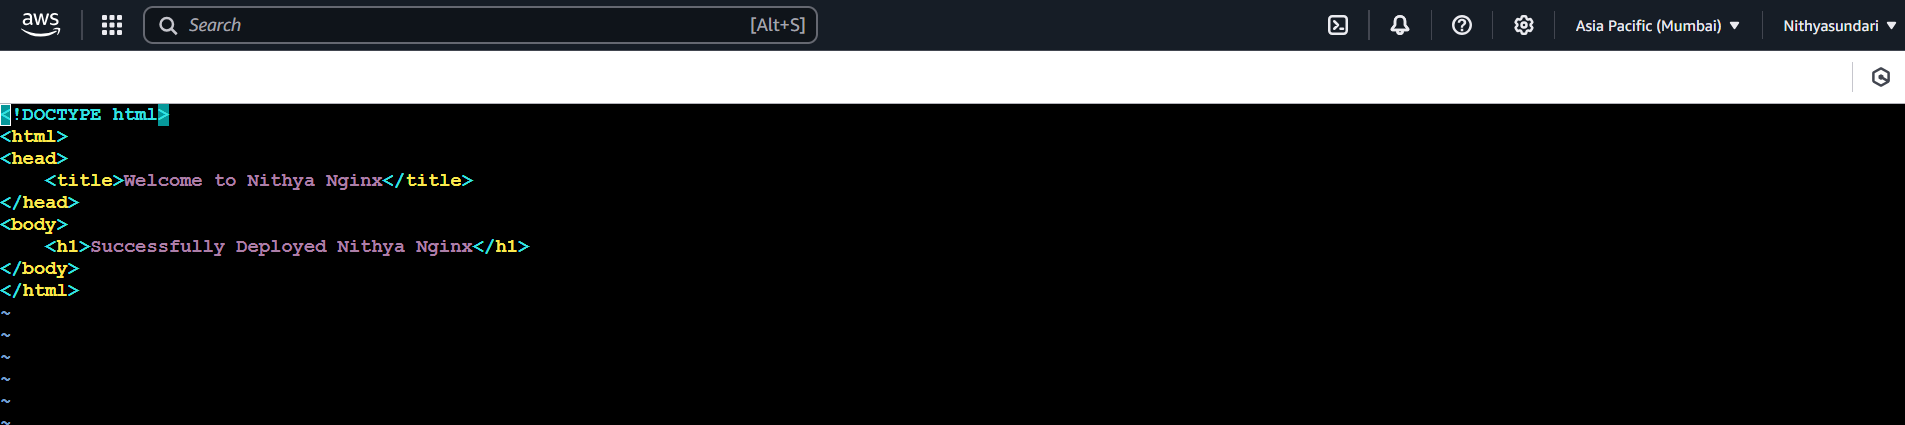 aws Search [Alt+S] Asia Pacific (Mumbai) Nithyasundari
<!DOCTYPE html>
<html>
<head>
    <title>Welcome to Nithya Nginx</title>
</head>
<body>
    <h1>Successfully Deployed Nithya Nginx</h1>
</body>
</html>
~
~
~
~
~
~